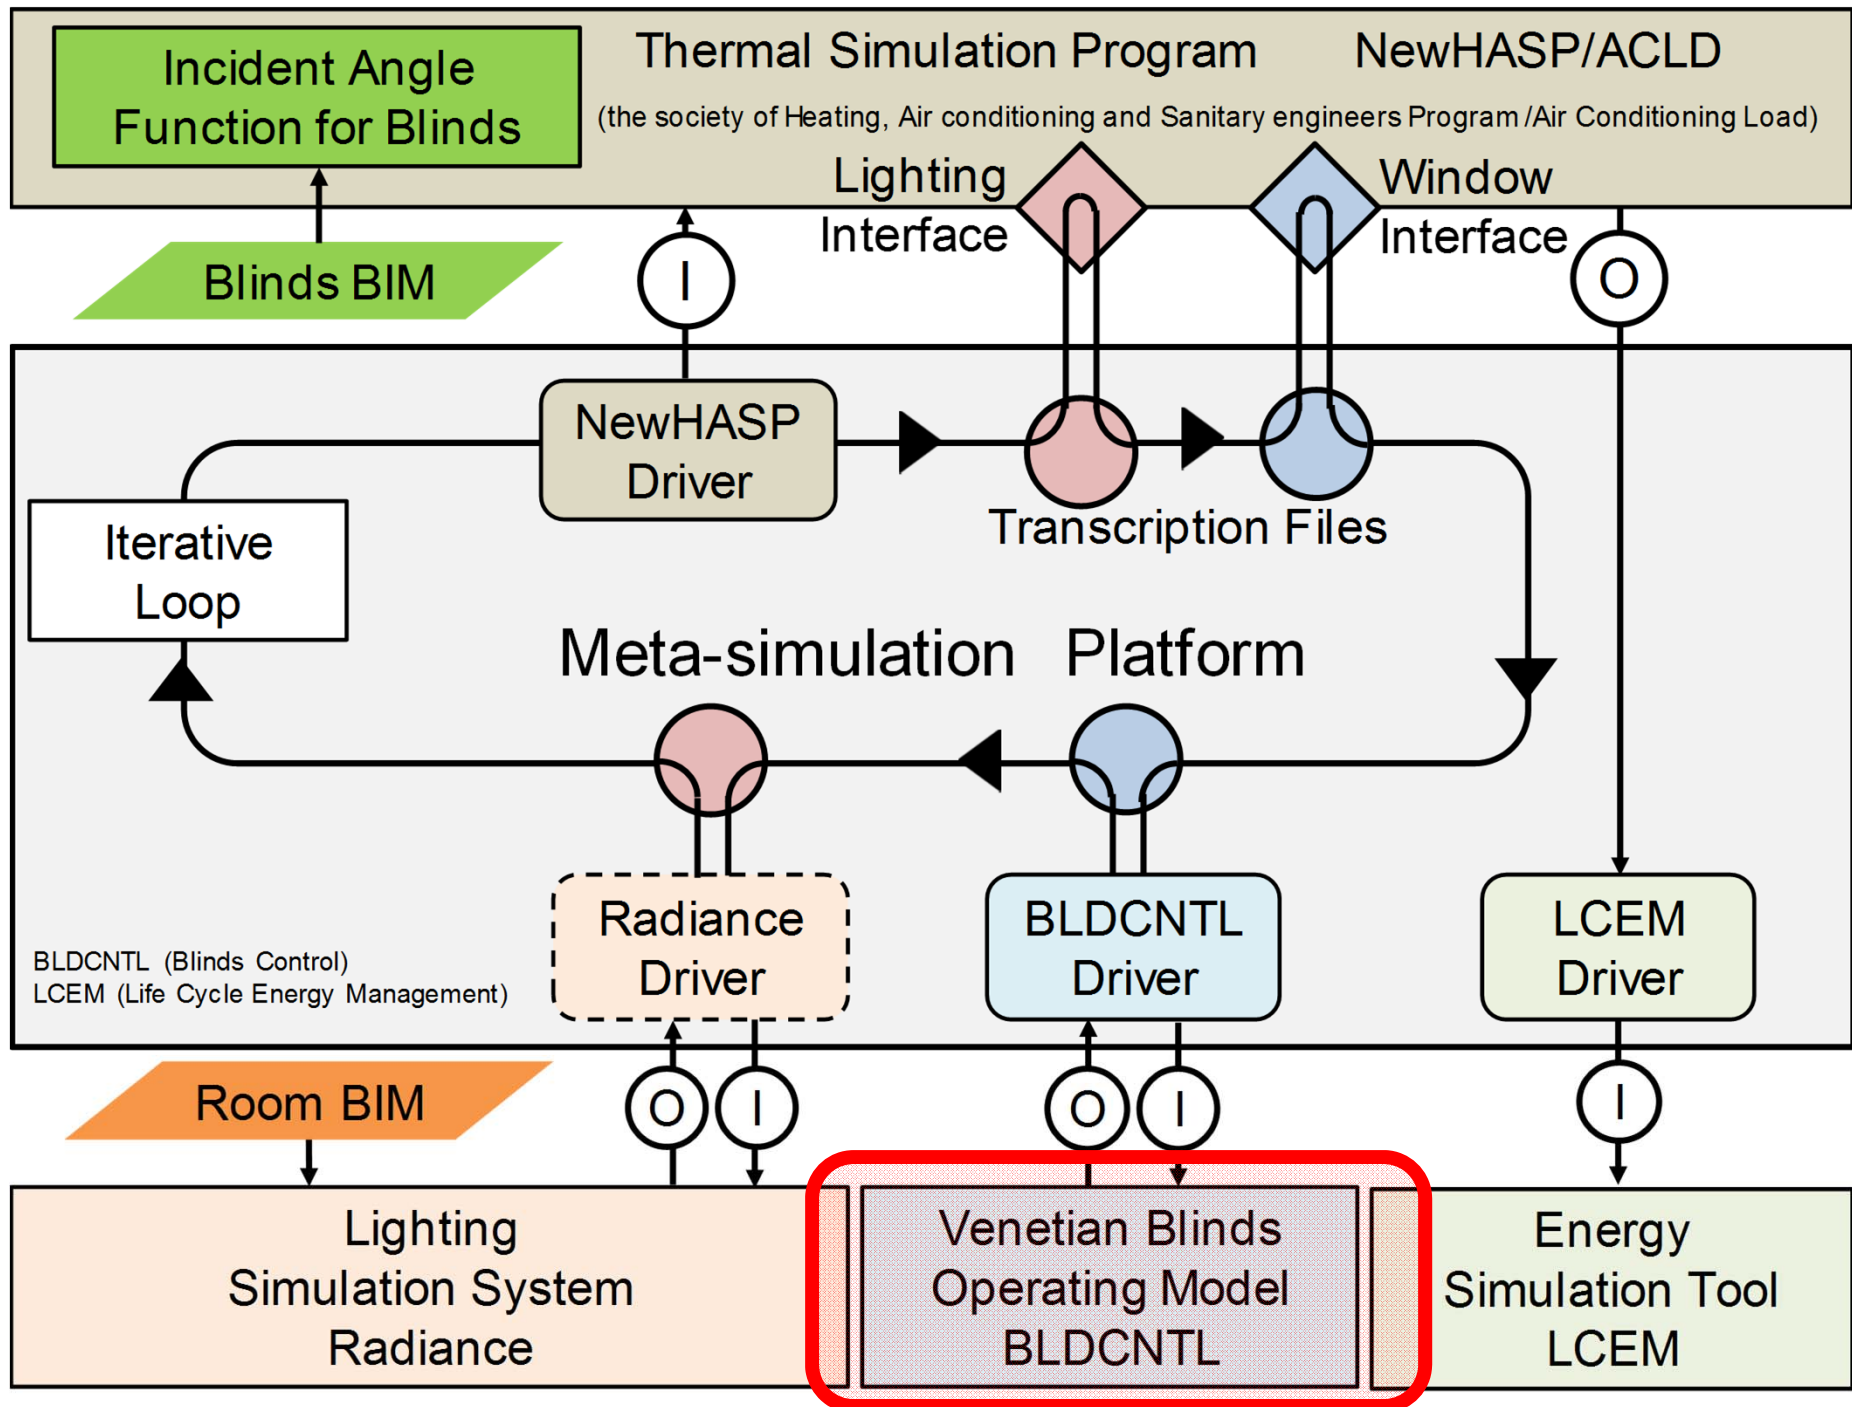 Incident Angle
Function for Blinds
Thermal Simulation Program NewHASP/ACLD
(the society of Heating, Air conditioning and Sanitary engineers Program /Air Conditioning Load)
Lighting
Interface
Window
Interface
Blinds BIM
I
O
NewHASP
Driver
Transcription Files
Iterative
Loop
Meta-simulation Platform
Radiance
Driver
BLDCNTL
Driver
LCEM
Driver
BLDCNTL (Blinds Control)
LCEM (Life Cycle Energy Management)
Room BIM
O
I
O
I
I
Lighting
Simulation System
Radiance
Venetian Blinds
Operating Model
BLDCNTL
Energy
Simulation Tool
LCEM